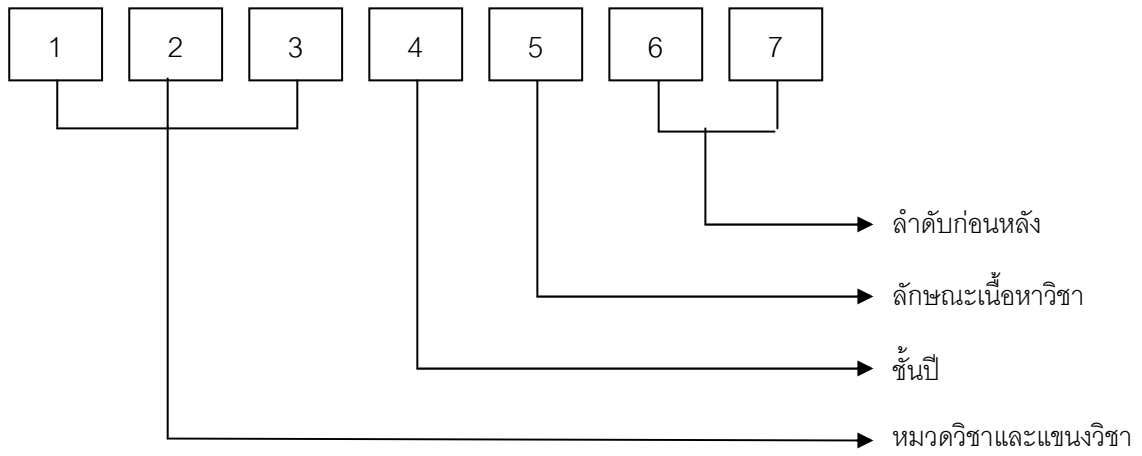 1 2 3 4 5 6 7
ลำดับก่อนหลัง
ลักษณะเนื้อหาวิชา
ชั้นปี
หมวดวิชาและแขนงวิชา